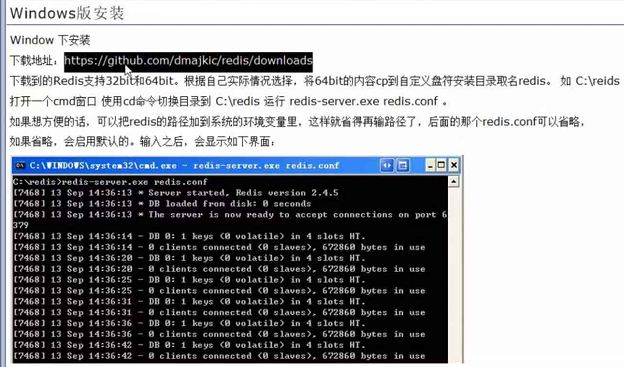 Windows版安装
Window 下安装
下载地址：https://github.com/dmajkic/redis/downloads
下载到的Redis支持32bit和64bit。根据自己实际情况选择，将64bit的内容cp到自定义盘符安装目录取名redis。 如 C:\reids
打开一个cmd窗口 使用cd命令切换目录到 C:\redis 运行 redis-server.exe redis.conf 。
如果想方便的话，可以把redis的路径加到系统的环境变量里，这样就省得再输路径了，后面的那个redis.conf可以省略，
如果省略，会启用默认的。输入之后，会显示如下界面：
C:\WINDOWS\system32\cmd.exe - redis-server.exe redis.conf
C:\redis>redis-server.exe redis.conf
[7468] 13 Sep 14:36:13 * Server started, Redis version 2.4.5
[7468] 13 Sep 14:36:13 * DB loaded from disk: 0 seconds
[7468] 13 Sep 14:36:13 * The server is now ready to accept connections on port 6
379
[7468] 13 Sep 14:36:14 - DB 0: 1 keys (0 volatile) in 4 slots HT.
[7468] 13 Sep 14:36:14 - 0 clients connected (0 slaves), 672860 bytes in use
[7468] 13 Sep 14:36:20 - DB 0: 1 keys (0 volatile) in 4 slots HT.
[7468] 13 Sep 14:36:20 - 0 clients connected (0 slaves), 672860 bytes in use
[7468] 13 Sep 14:36:25 - DB 0: 1 keys (0 volatile) in 4 slots HT.
[7468] 13 Sep 14:36:25 - 0 clients connected (0 slaves), 672860 bytes in use
[7468] 13 Sep 14:36:31 - DB 0: 1 keys (0 volatile) in 4 slots HT.
[7468] 13 Sep 14:36:31 - 0 clients connected (0 slaves), 672860 bytes in use
[7468] 13 Sep 14:36:36 - DB 0: 1 keys (0 volatile) in 4 slots HT.
[7468] 13 Sep 14:36:36 - 0 clients connected (0 slaves), 672860 bytes in use
[7468] 13 Sep 14:36:42 - DB 0: 1 keys (0 volatile) in 4 slots HT.
[7468] 13 Sep 14:36:42 - 0 clients connected (0 slaves), 672860 bytes in use